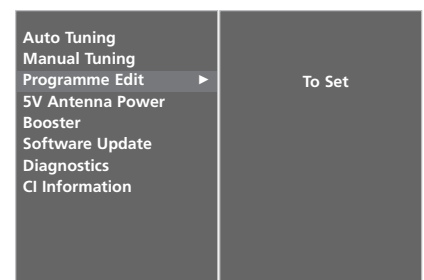 Auto Tuning
Manual Tuning
Programme Edit ►
To Set
5V Antenna Power
Booster
Software Update
Diagnostics
CI Information